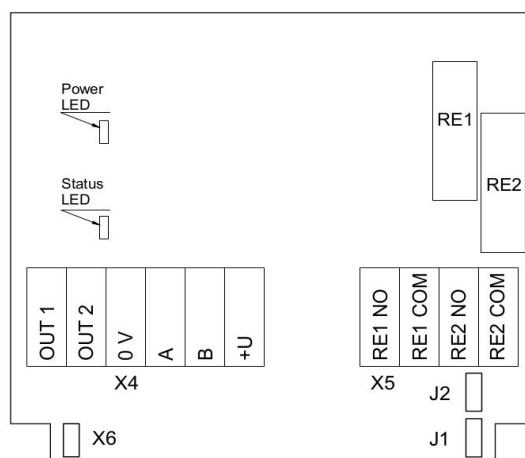 Power
LED
RE1
RE2
Status
LED
OUT 1
OUT 2
0 V
A
B
+U
RE1 NO
RE1 COM
RE2 NO
RE2 COM
X4
X5
J2
X6
J1